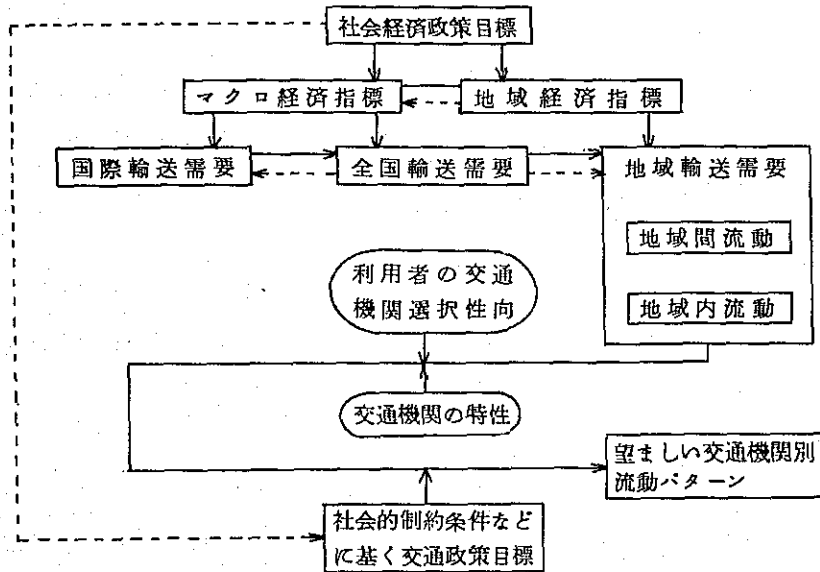 社会経済政策目標
マクロ経済指標
地域経済指標
国際輸送需要
全国輸送需要
地域輸送需要
地域間流動
地域内流動
利用者の交通
機関選択性向
交通機関の特性
望ましい交通機関別
流動パターン
社会的制約条件など
に基く交通政策目標